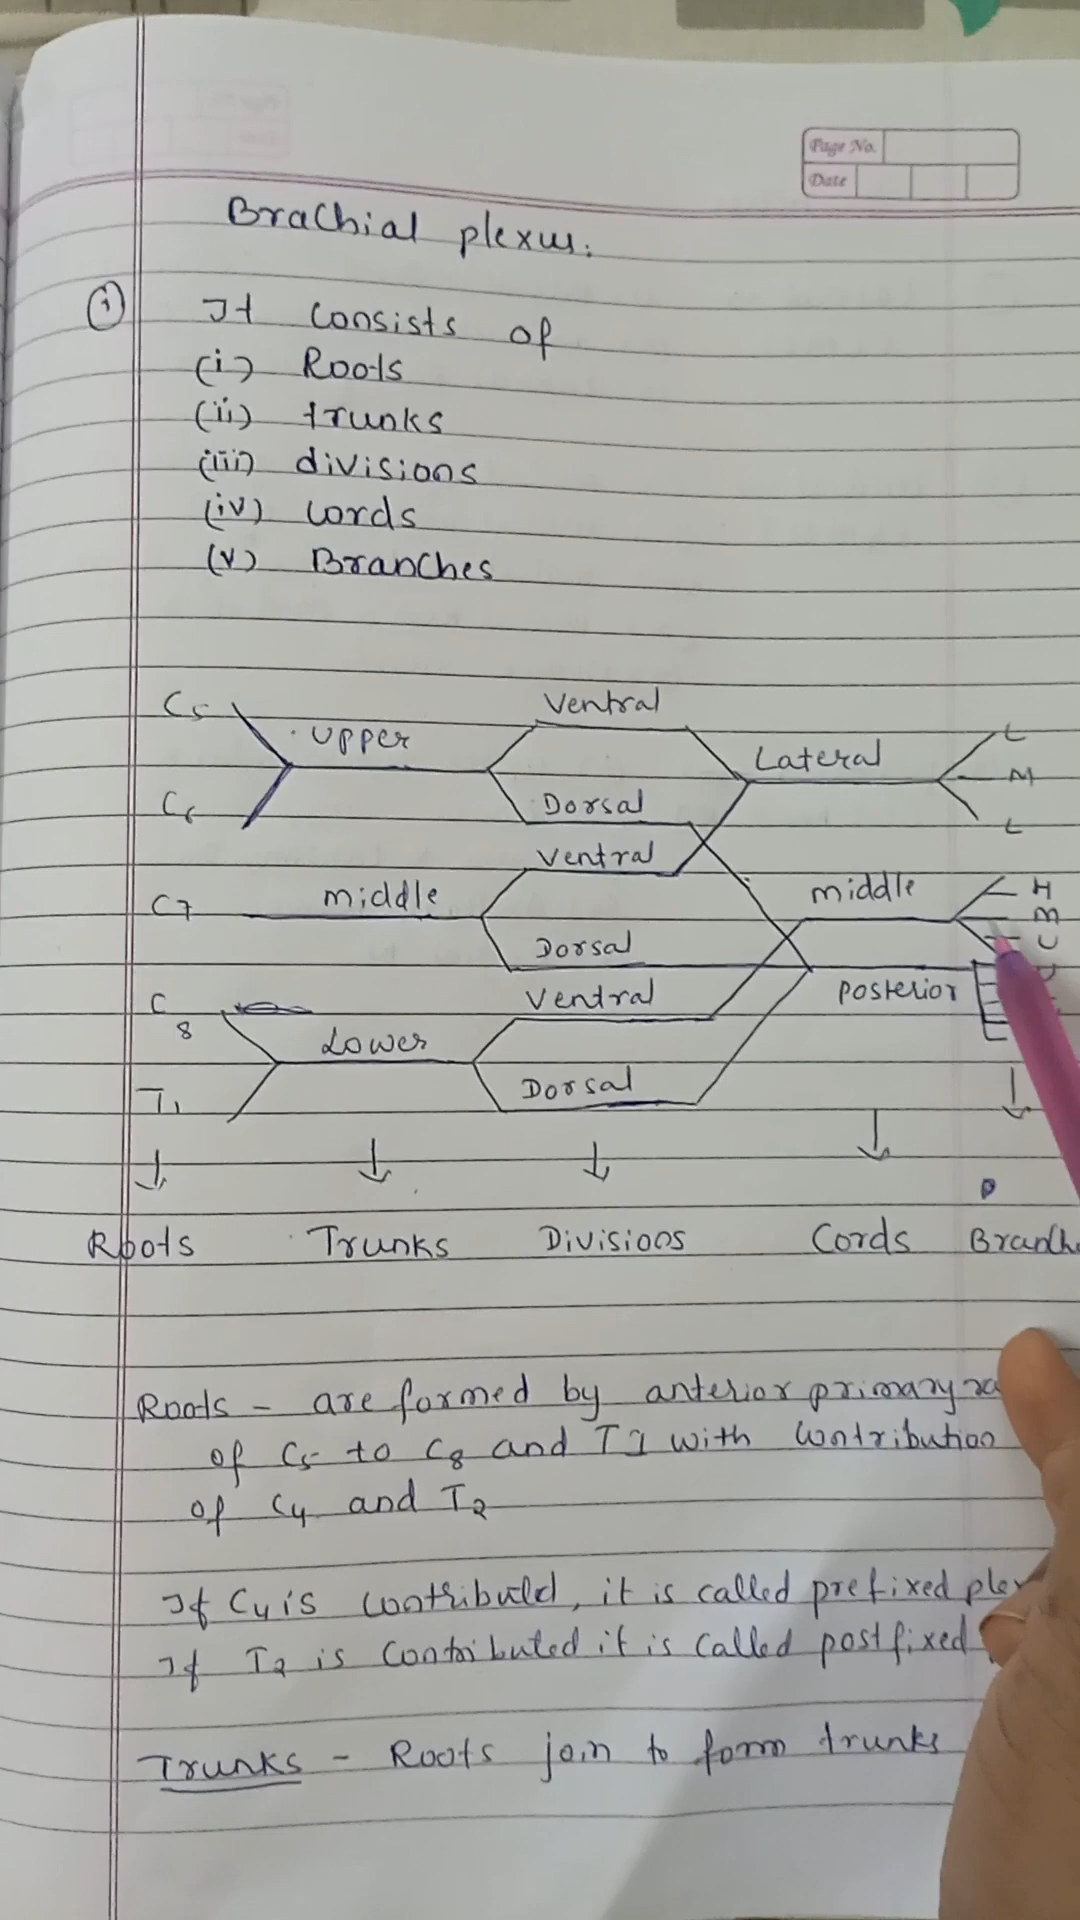 Page No.
Date
Brachial plexus.
① It consists of
(i) Roots
(ii) trunks
(iii) divisions
(iv) cords
(v) Branches
C5 Upper Ventral Lateral L
M
C6 Dorsal L
Ventral
C7 middle middle H
M
U
Dorsal
C8 Ventral Posterior
Lower
T1 Dorsal
Roots Trunks Divisions Cords Branche
Roots - are formed by anterior primary ra
of C5 to C8 and T1 with contribution
of C4 and T2
If C4 is contributed, it is called prefixed plex
If T2 is contributed it is called postfixed
Trunks - Roots join to form trunks